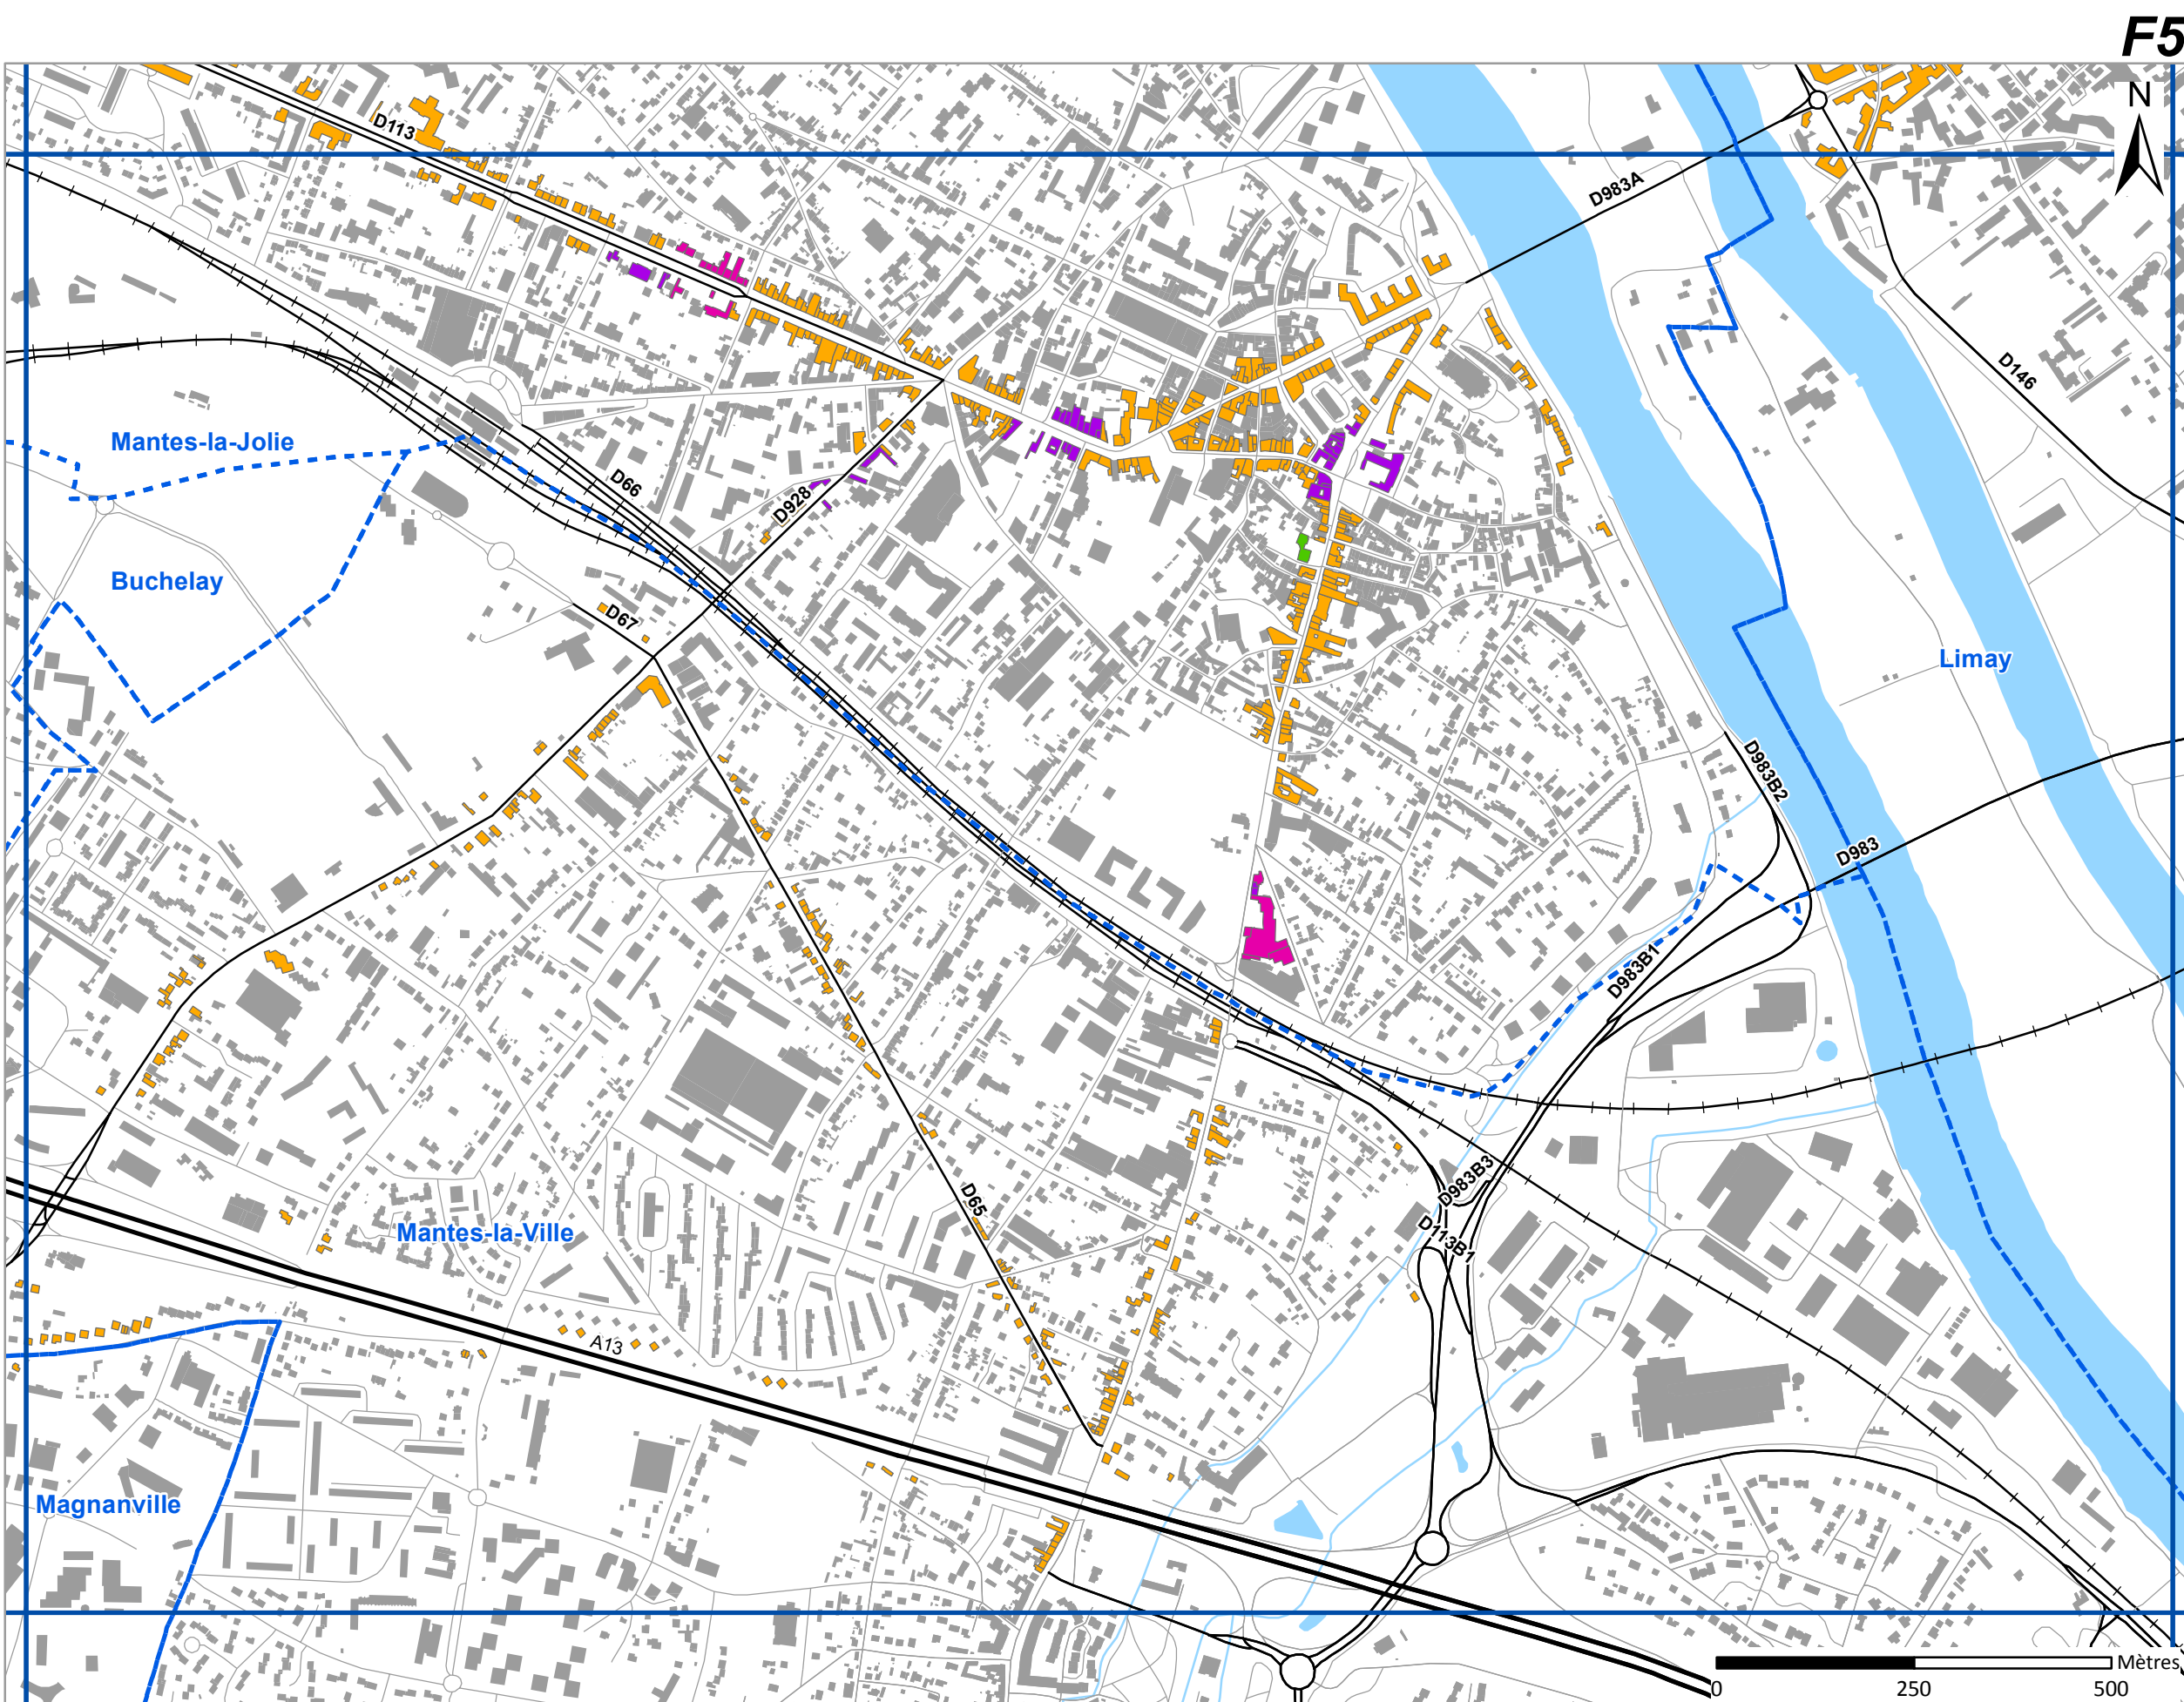 F5
N
D113
D983A
D146
Mantes-la-Jolie
D66
D928
Buchelay
D67
Limay
D983B2
D983
D983B1
D983B3
D65
Mantes-la-Ville
D113B1
A13
Magnanville
Mètres
0 250 500